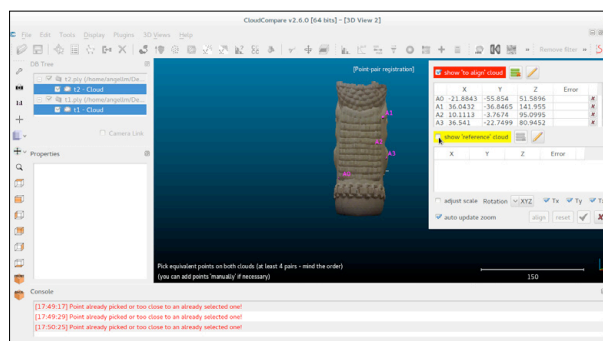 CloudCompare v2.6.0 [64 bits] - [3D View 2]
File Edit Tools Display Plugins 3D Views Help
Remove filter
DB Tree
t2.ply (/home/angelim/De...
t2 - Cloud
t1.ply (/home/angelim/De...
t1 - Cloud
Camera Link
Properties
1:1
[Point-pair registration]
A1
A2
A3
show 'to align' cloud
X Y Z Error
A0 -21.8843 -55.854 51.5896
A1 36.0432 -36.8465 141.955
A2 10.1113 -3.7674 95.0995
A3 36.541 -22.7499 80.9452
show 'reference' cloud
X Y Z Error
adjust scale Rotation XYZ Tx Ty
auto update zoom align reset
Pick equivalent points on both clouds (at least 4 pairs - mind the order)
(you can add points 'manually' if necessary)
150
Console
[17:49:17] Point already picked or too close to an already selected one!
[17:49:29] Point already picked or too close to an already selected one!
[17:50:25] Point already picked or too close to an already selected one!